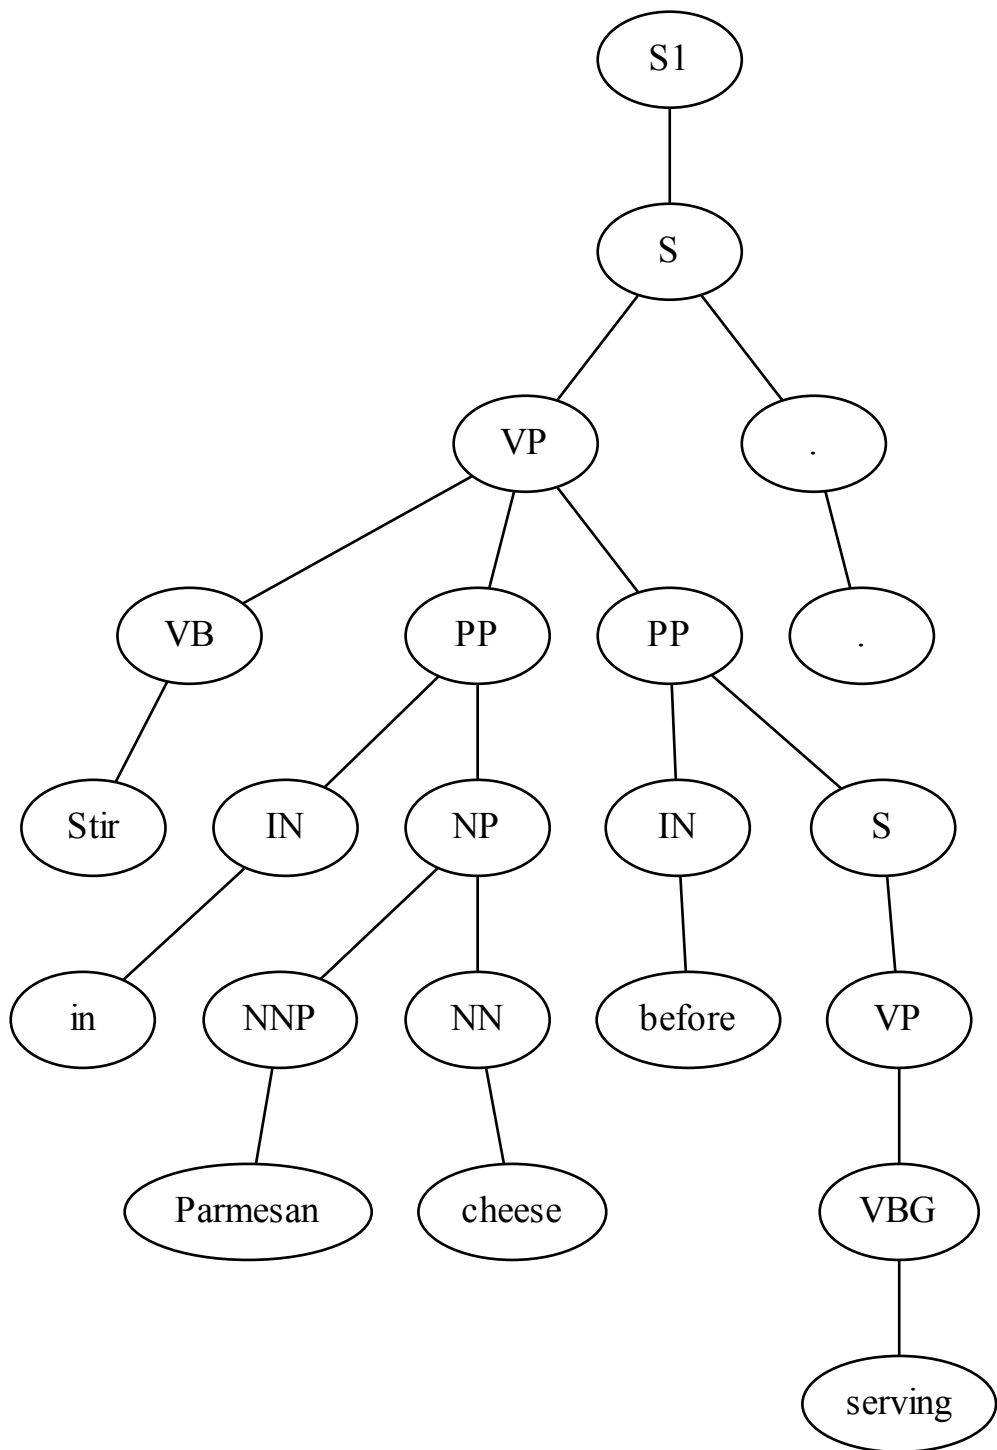 S1
S
VP .
VB PP PP .
Stir IN NP IN S
in NNP NN before VP
Parmesan cheese VBG
serving